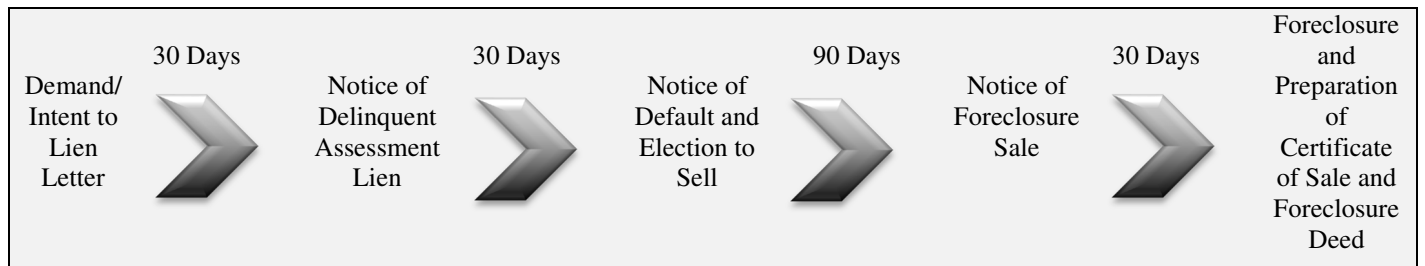 Demand/
Intent to
Lien
Letter
30 Days
Notice of
Delinquent
Assessment
Lien
30 Days
Notice of
Default and
Election to
Sell
90 Days
Notice of
Foreclosure
Sale
30 Days
Foreclosure
and
Preparation
of
Certificate
of Sale and
Foreclosure
Deed